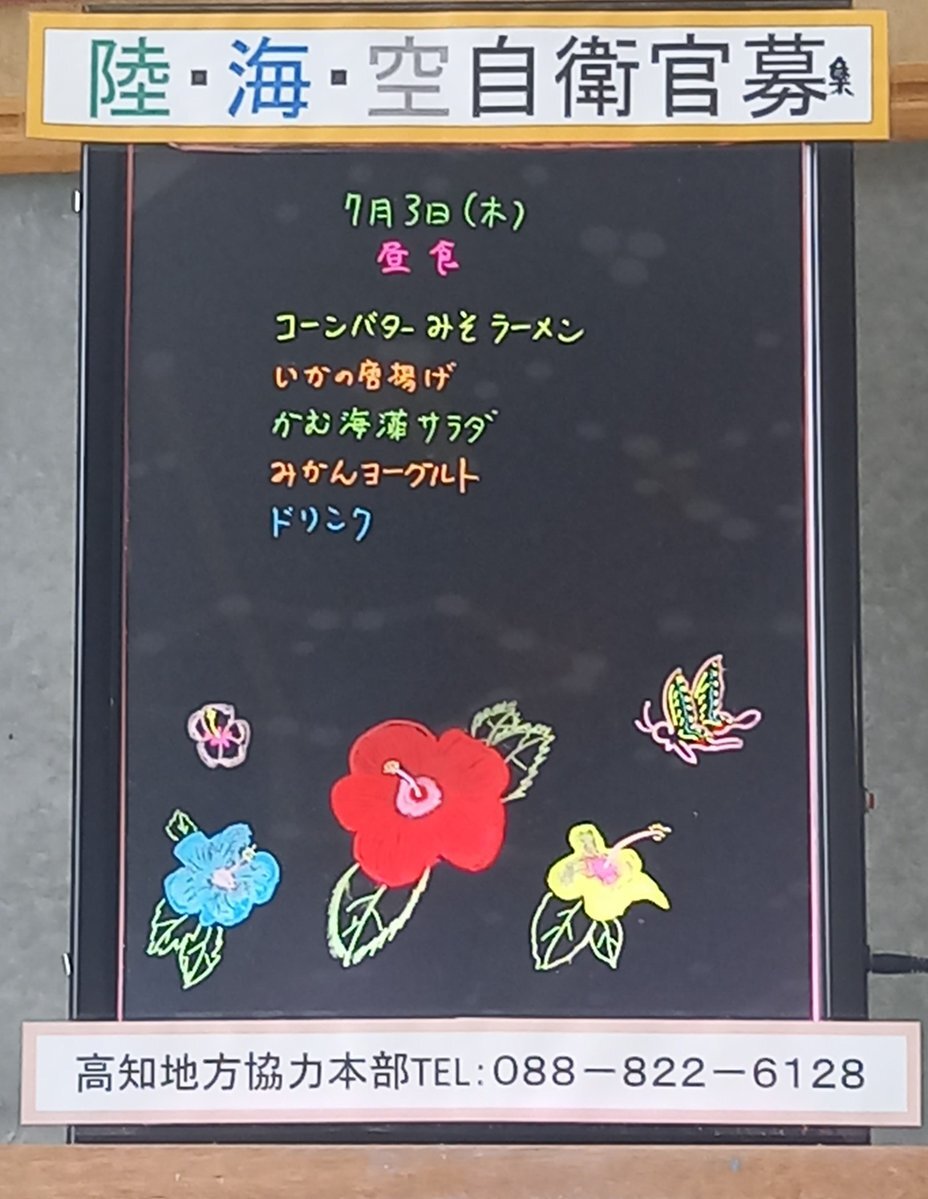 陸・海・空自衛官募集
7月3日(木)
昼食
コーンバターみそラーメン
いかの唐揚げ
かむ海藻サラダ
みかんヨーグルト
ドリンク
高知地方協力本部TEL:088-822-6128